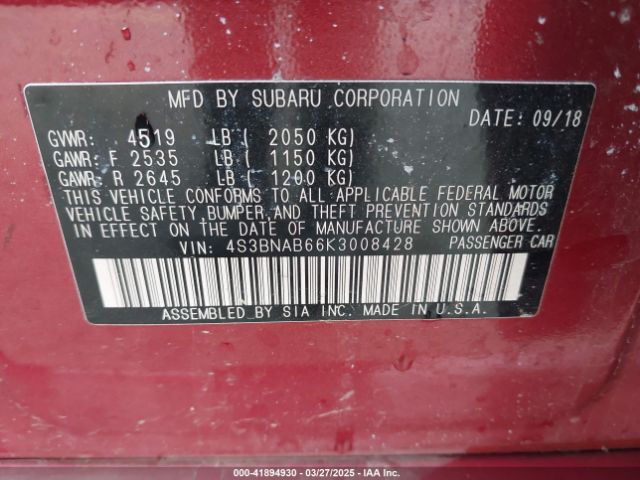 MFD BY SUBARU CORPORATION
DATE: 09/18
GVWR: 4519 LB ( 2050 KG)
GAWR: F 2535 LB ( 1150 KG)
GAWR: R 2645 LB ( 1200 KG)
THIS VEHICLE CONFORMS TO ALL APPLICABLE FEDERAL MOTOR
VEHICLE SAFETY, BUMPER, AND THEFT PREVENTION STANDARDS
IN EFFECT ON THE DATE OF MANUFACTURE SHOWN ABOVE.
VIN: 4S3BNAB66K3008428 PASSENGER CAR
ASSEMBLED BY SIA INC. MADE IN U.S.A.
000-41894930 - 03/27/2025 - IAA Inc.